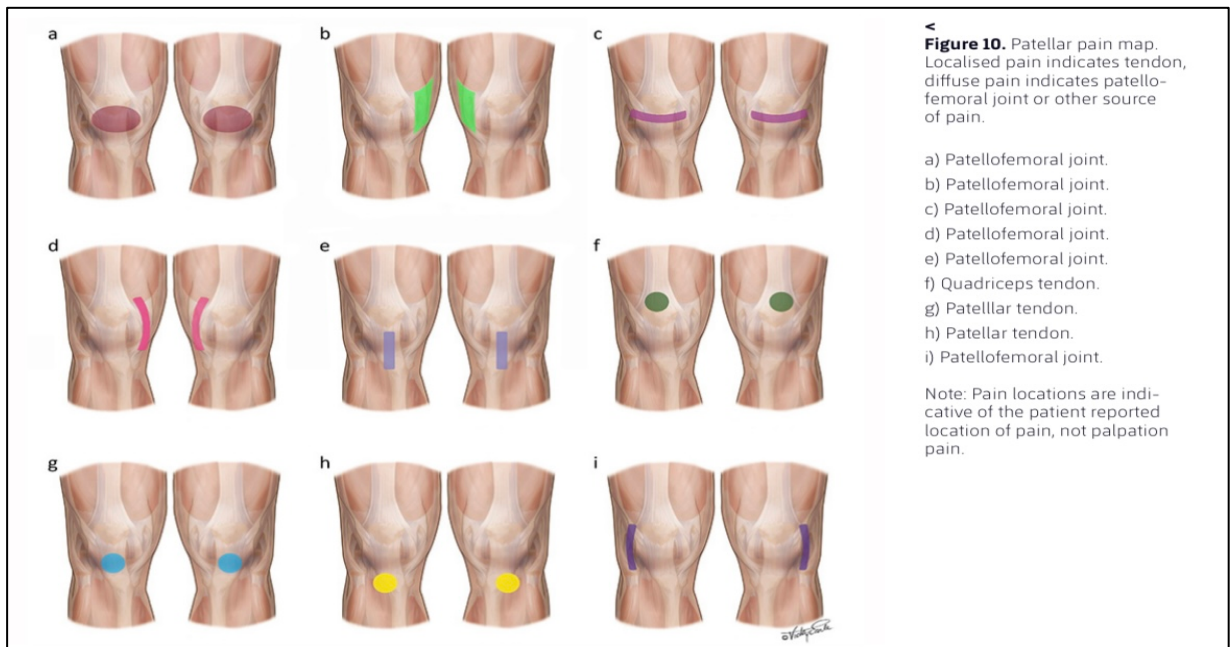 a
b
c
d
e
f
g
h
i
<
Figure 10. Patellar pain map.
Localised pain indicates tendon,
diffuse pain indicates patello-
femoral joint or other source
of pain.
a) Patellofemoral joint.
b) Patellofemoral joint.
c) Patellofemoral joint.
d) Patellofemoral joint.
e) Patellofemoral joint.
f) Quadriceps tendon.
g) Patelllar tendon.
h) Patellar tendon.
i) Patellofemoral joint.
Note: Pain locations are indi-
cative of the patient reported
location of pain, not palpation
pain.